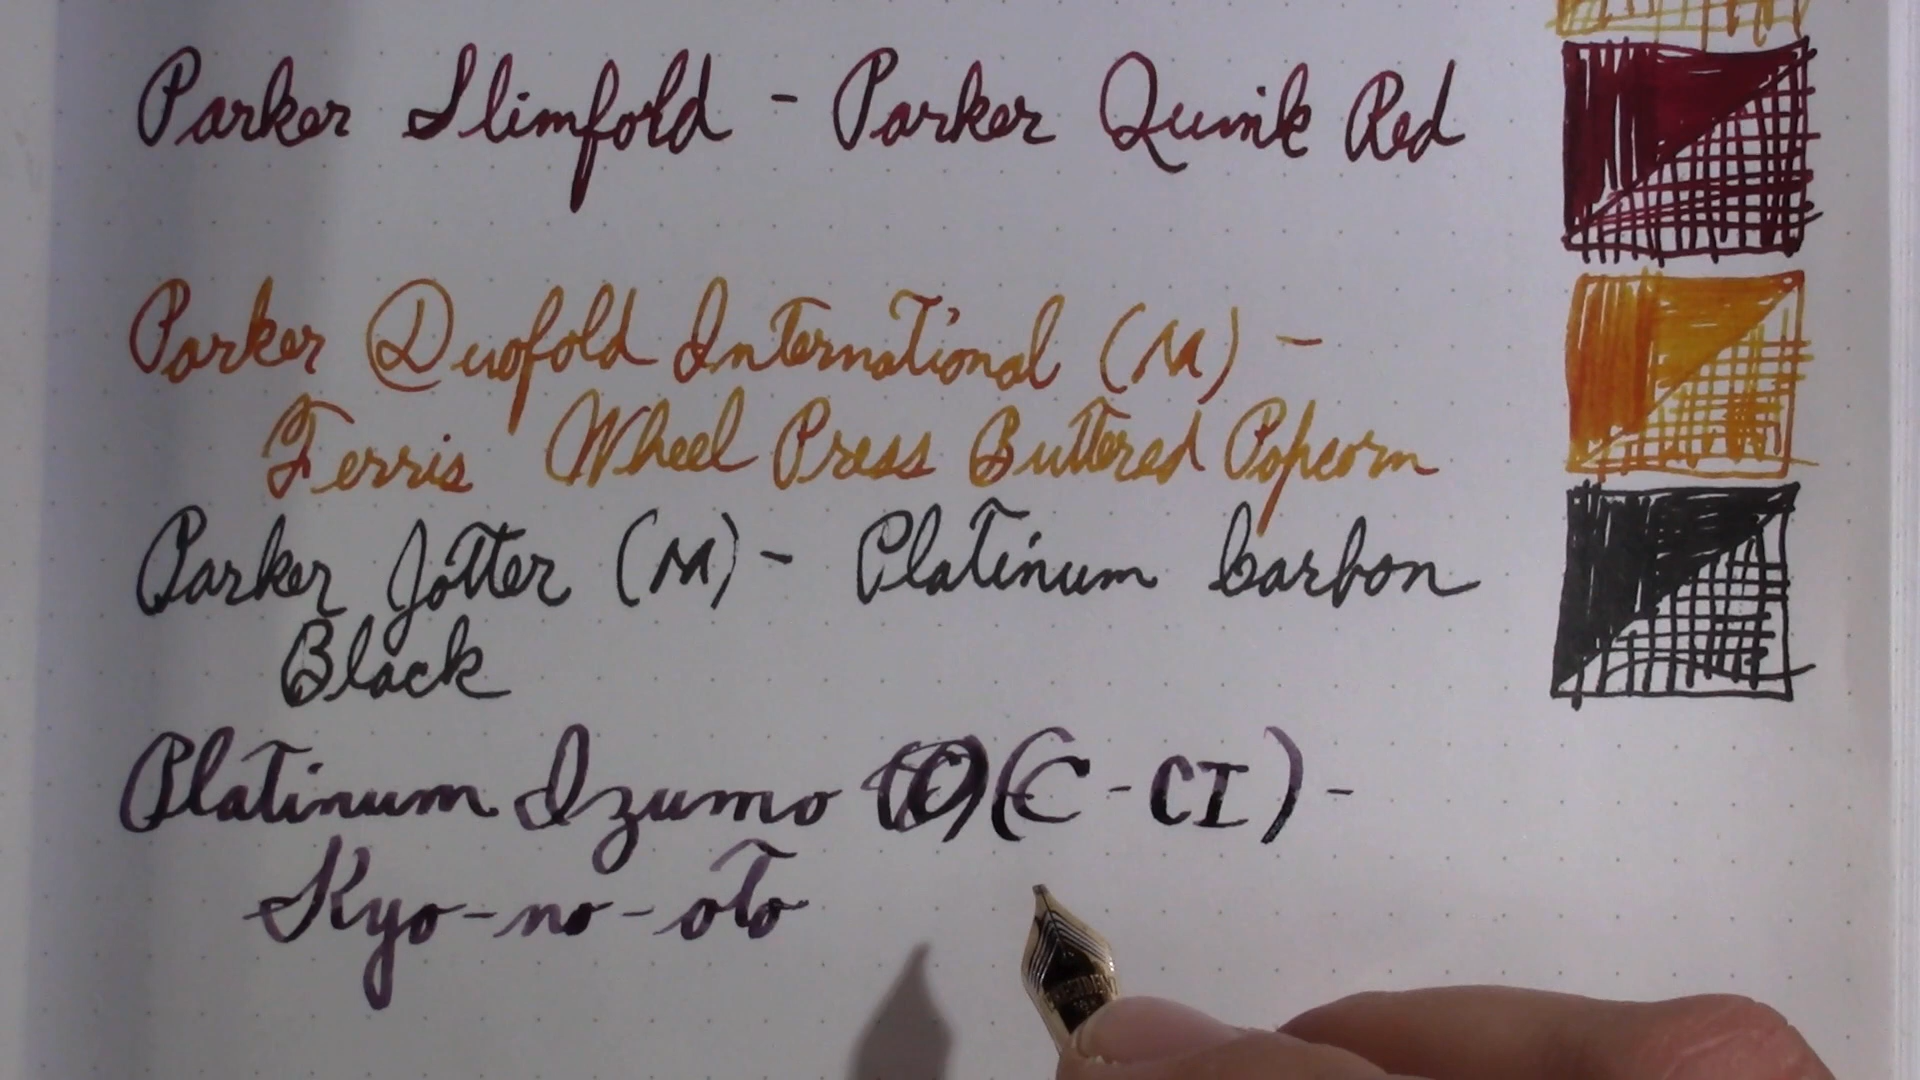 Parker Slimfold - Parker Quink Red
Parker Duofold International (M) -
Ferris Wheel Press Buttered Popcorn
Parker Jotter (M) - Platinum Carbon
Black
Platinum Izumo (C-CI) -
Kyo-no-oto
PRESIDENT